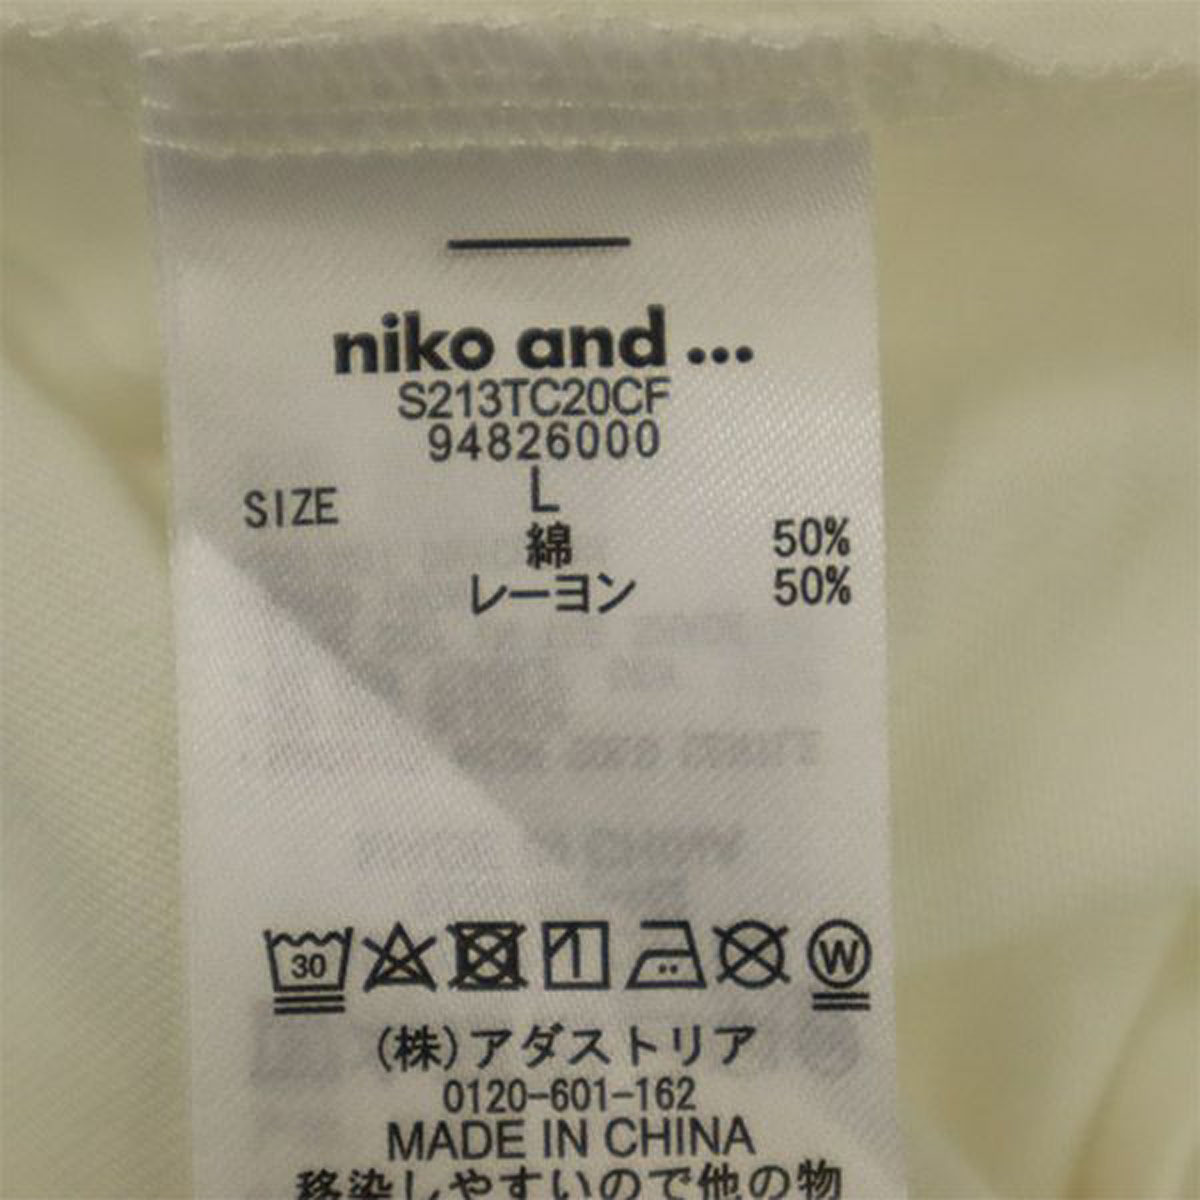 niko and ...
S213TC20CF
94826000
SIZE L
綿 50%
レーヨン 50%
30 W
(株)アダストリア
0120-601-162
MADE IN CHINA
移染しやすいので他の物